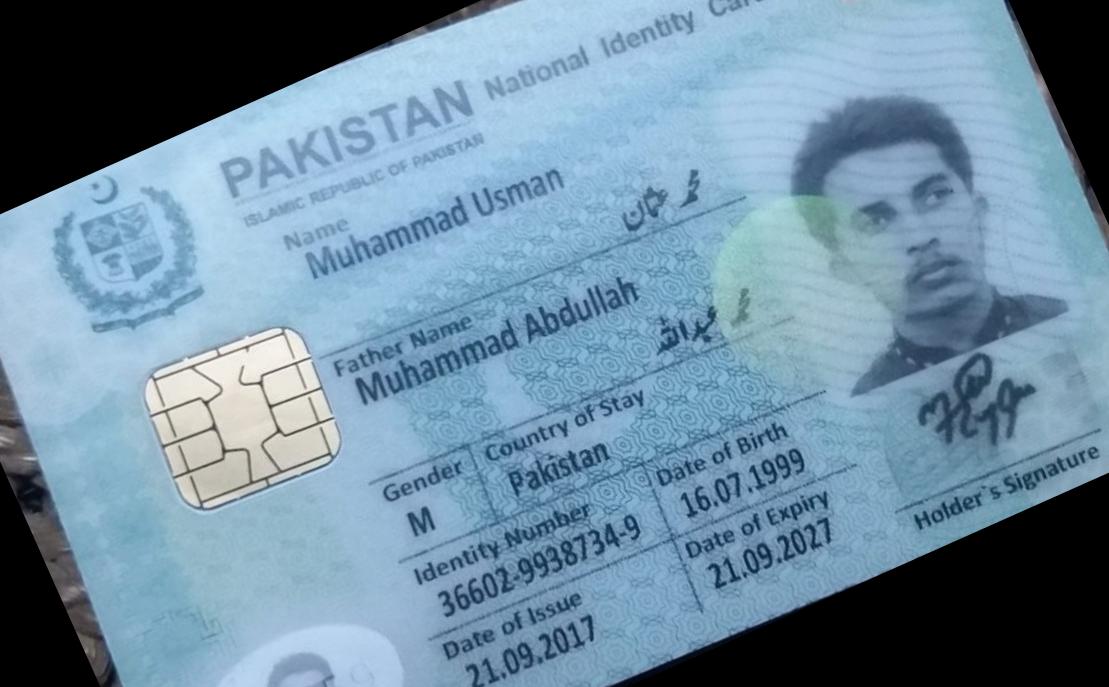 PAKISTAN National Identity Card
ISLAMIC REPUBLIC OF PAKISTAN
Name
Muhammad Usman
محمد عثمان
Father Name
Muhammad Abdullah
محمد عبداللہ
Gender Country of Stay
M Pakistan
Identity Number Date of Birth
36602-9938734-9 16.07.1999
Date of Issue Date of Expiry
21.09.2017 21.09.2027
Holder`s Signature